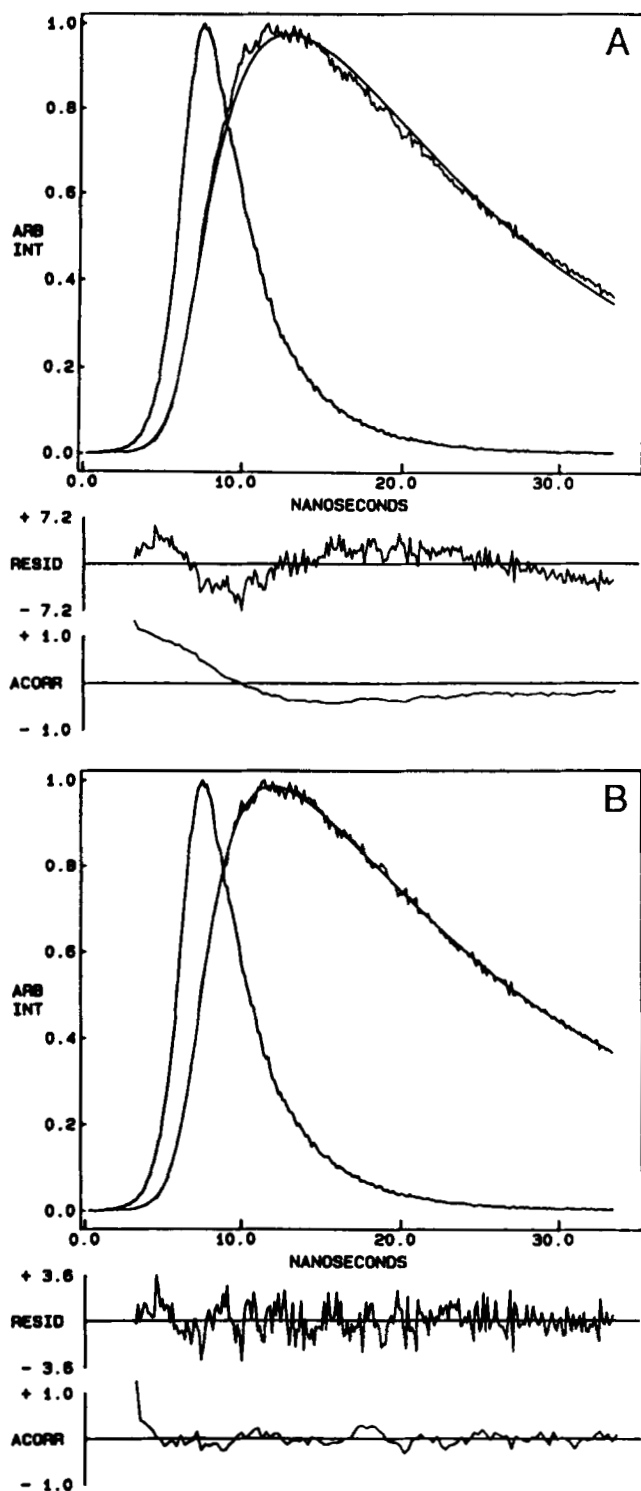 A
1.0
0.8
0.6
ARB
INT
0.4
0.2
0.0
0.0 10.0 20.0 30.0
NANOSECONDS
+ 7.2
RESID
- 7.2
+ 1.0
ACORR
- 1.0
B
1.0
0.8
0.6
ARB
INT
0.4
0.2
0.0
0.0 10.0 20.0 30.0
NANOSECONDS
+ 3.6
RESID
- 3.6
+ 1.0
ACORR
- 1.0